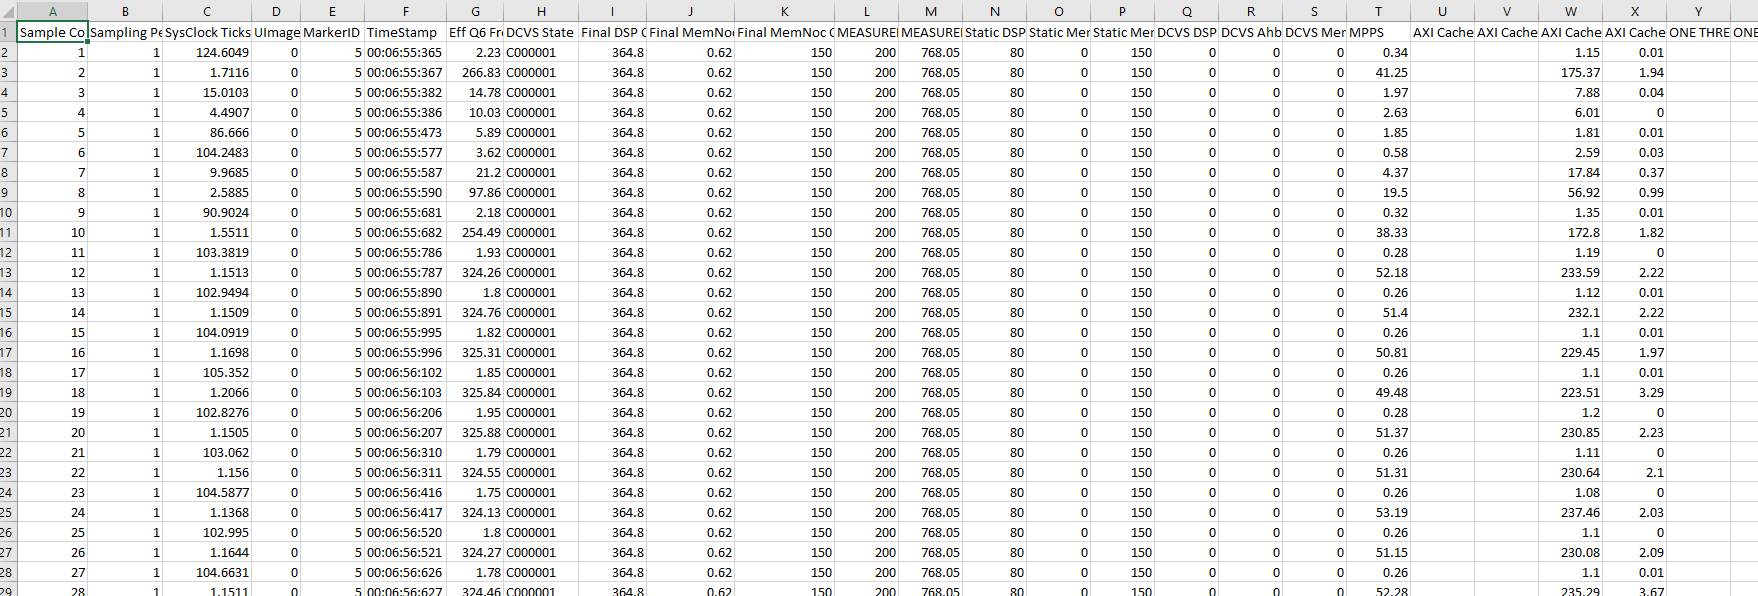 A B C D E F G H I J K L M N O P Q R S T U V W X Y
1 Sample Co Sampling Pe SysClock Ticks UImage MarkerID TimeStamp Eff Q6 Fre DCVS State Final DSP C Final MemNo Final MemNoc C MEASURE MEASURE Static DSP Static Mer Static Mer DCVS DSP DCVS Ahb DCVS Mer MPPS AXI Cache AXI Cache AXI Cache AXI Cache ONE THRE ONE
2 1 1 124.6049 0 5 00:06:55:365 2.23 C000001 364.8 0.62 150 200 768.05 80 0 150 0 0 0 0.34 1.15 0.01
3 2 1 1.7116 0 5 00:06:55:367 266.83 C000001 364.8 0.62 150 200 768.05 80 0 150 0 0 0 41.25 175.37 1.94
4 3 1 15.0103 0 5 00:06:55:382 14.78 C000001 364.8 0.62 150 200 768.05 80 0 150 0 0 0 1.97 7.88 0.04
5 4 1 4.4907 0 5 00:06:55:386 10.03 C000001 364.8 0.62 150 200 768.05 80 0 150 0 0 0 2.63 6.01 0
6 5 1 86.666 0 5 00:06:55:473 5.89 C000001 364.8 0.62 150 200 768.05 80 0 150 0 0 0 1.85 1.81 0.01
7 6 1 104.2483 0 5 00:06:55:577 3.62 C000001 364.8 0.62 150 200 768.05 80 0 150 0 0 0 0.58 2.59 0.03
8 7 1 9.9685 0 5 00:06:55:587 21.2 C000001 364.8 0.62 150 200 768.05 80 0 150 0 0 0 4.37 17.84 0.37
9 8 1 2.5885 0 5 00:06:55:590 97.86 C000001 364.8 0.62 150 200 768.05 80 0 150 0 0 0 19.5 56.92 0.99
10 9 1 90.9024 0 5 00:06:55:681 2.18 C000001 364.8 0.62 150 200 768.05 80 0 150 0 0 0 0.32 1.35 0.01
11 10 1 1.5511 0 5 00:06:55:682 254.49 C000001 364.8 0.62 150 200 768.05 80 0 150 0 0 0 38.33 172.8 1.82
12 11 1 103.3819 0 5 00:06:55:786 1.93 C000001 364.8 0.62 150 200 768.05 80 0 150 0 0 0 0.28 1.19 0
13 12 1 1.1513 0 5 00:06:55:787 324.26 C000001 364.8 0.62 150 200 768.05 80 0 150 0 0 0 52.18 233.59 2.22
14 13 1 102.9494 0 5 00:06:55:890 1.8 C000001 364.8 0.62 150 200 768.05 80 0 150 0 0 0 0.26 1.12 0.01
15 14 1 1.1509 0 5 00:06:55:891 324.76 C000001 364.8 0.62 150 200 768.05 80 0 150 0 0 0 51.4 232.1 2.22
16 15 1 104.0919 0 5 00:06:55:995 1.82 C000001 364.8 0.62 150 200 768.05 80 0 150 0 0 0 0.26 1.1 0.01
17 16 1 1.1698 0 5 00:06:55:996 325.31 C000001 364.8 0.62 150 200 768.05 80 0 150 0 0 0 50.81 229.45 1.97
18 17 1 105.352 0 5 00:06:56:102 1.85 C000001 364.8 0.62 150 200 768.05 80 0 150 0 0 0 0.26 1.1 0.01
19 18 1 1.2066 0 5 00:06:56:103 325.84 C000001 364.8 0.62 150 200 768.05 80 0 150 0 0 0 49.48 223.51 3.29
20 19 1 102.8276 0 5 00:06:56:206 1.95 C000001 364.8 0.62 150 200 768.05 80 0 150 0 0 0 0.28 1.2 0
21 20 1 1.1505 0 5 00:06:56:207 325.88 C000001 364.8 0.62 150 200 768.05 80 0 150 0 0 0 51.37 230.85 2.23
22 21 1 103.062 0 5 00:06:56:310 1.79 C000001 364.8 0.62 150 200 768.05 80 0 150 0 0 0 0.26 1.11 0
23 22 1 1.156 0 5 00:06:56:311 324.55 C000001 364.8 0.62 150 200 768.05 80 0 150 0 0 0 51.31 230.64 2.1
24 23 1 104.5877 0 5 00:06:56:416 1.75 C000001 364.8 0.62 150 200 768.05 80 0 150 0 0 0 0.26 1.08 0
25 24 1 1.1368 0 5 00:06:56:417 324.13 C000001 364.8 0.62 150 200 768.05 80 0 150 0 0 0 53.19 237.46 2.03
26 25 1 102.995 0 5 00:06:56:520 1.8 C000001 364.8 0.62 150 200 768.05 80 0 150 0 0 0 0.26 1.1 0
27 26 1 1.1644 0 5 00:06:56:521 324.27 C000001 364.8 0.62 150 200 768.05 80 0 150 0 0 0 51.15 230.08 2.09
28 27 1 104.6631 0 5 00:06:56:626 1.78 C000001 364.8 0.62 150 200 768.05 80 0 150 0 0 0 0.26 1.1 0.01
29 28 1 1.1511 0 5 00:06:56:627 324.46 C000001 364.8 0.62 150 200 768.05 80 0 150 0 0 0 52.28 235.29 3.67